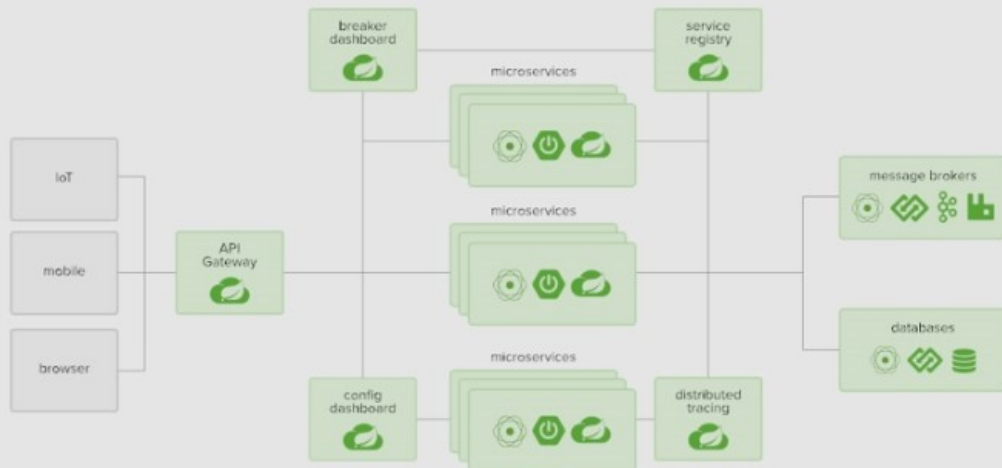 breaker
dashboard
service
registry
microservices
IoT
message brokers
microservices
API
Gateway
mobile
databases
microservices
browser
config
dashboard
distributed
tracing